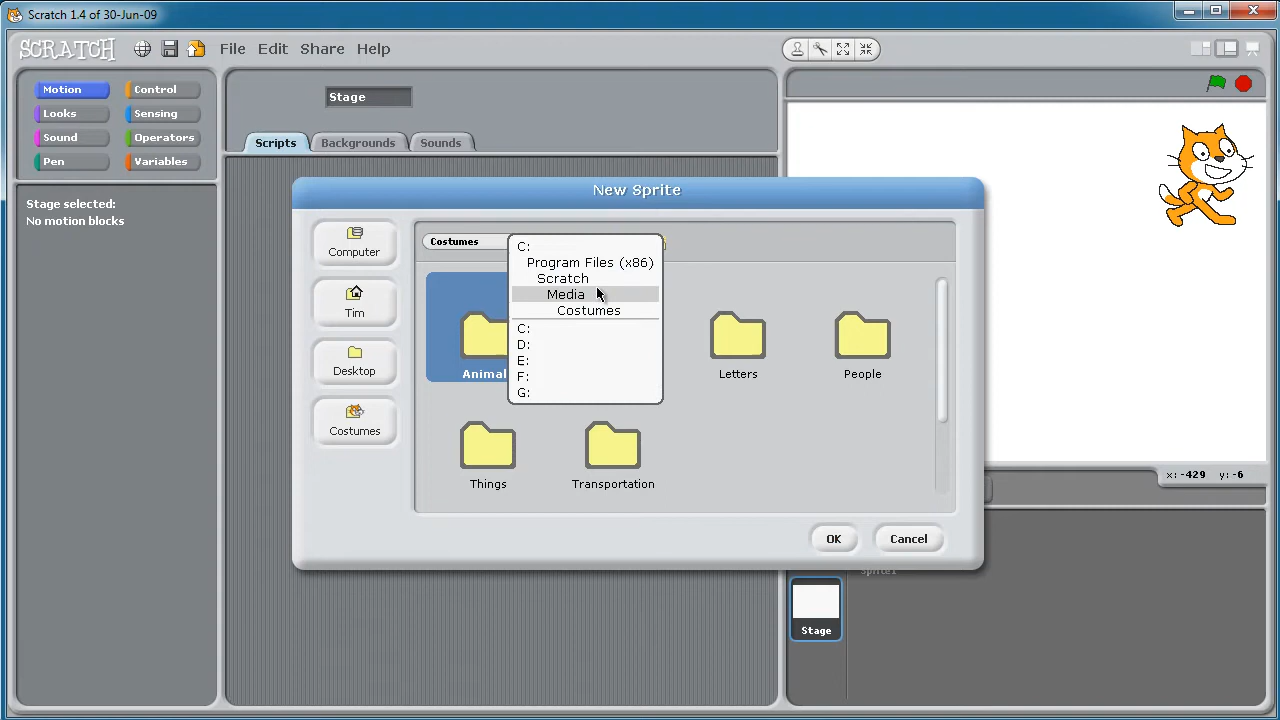 Scratch 1.4 of 30-Jun-09
SCRATCH
File Edit Share Help
Motion Control
Looks Sensing
Sound Operators
Pen Variables
Stage selected:
No motion blocks
Stage
Scripts Backgrounds Sounds
New Sprite
Computer
Tim
Desktop
Costumes
Costumes
C:
Program Files (x86)
Scratch
Media
Costumes
C:
D:
E:
F:
G:
Animal
Letters
People
Things
Transportation
OK Cancel
x: -429 y: -6
Sprite1
Stage